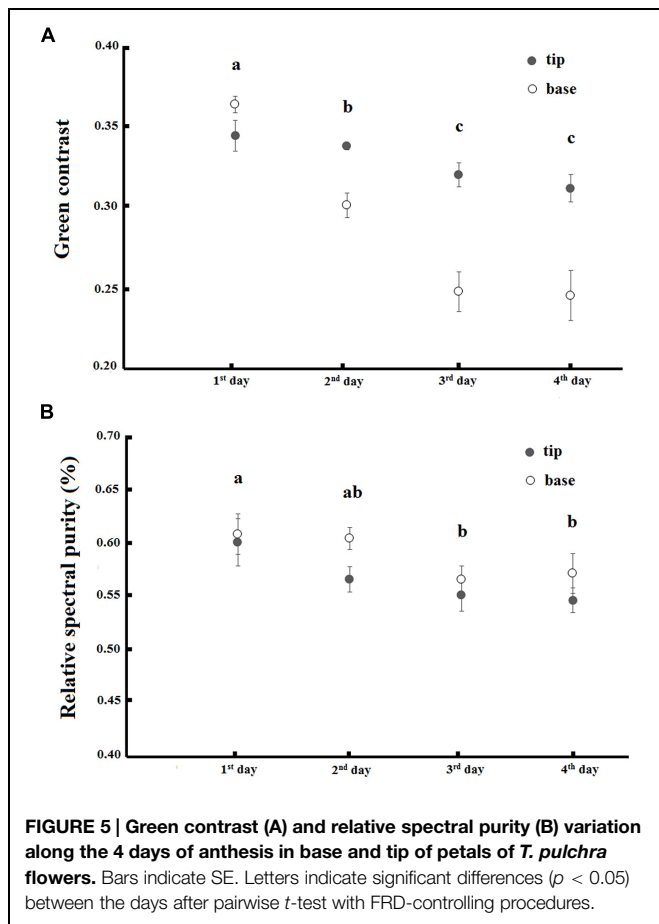 A
0.40
0.35
0.30
0.25
0.20
Green contrast
a
b
c
c
tip
base
1st day
2nd day
3rd day
4th day
B
0.70
0.65
0.60
0.55
0.50
0.45
0.40
Relative spectral purity (%)
a
ab
b
b
tip
base
1st day
2nd day
3rd day
4th day
FIGURE 5 | Green contrast (A) and relative spectral purity (B) variation
along the 4 days of anthesis in base and tip of petals of T. pulchra
flowers. Bars indicate SE. Letters indicate significant differences (p < 0.05)
between the days after pairwise t-test with FRD-controlling procedures.